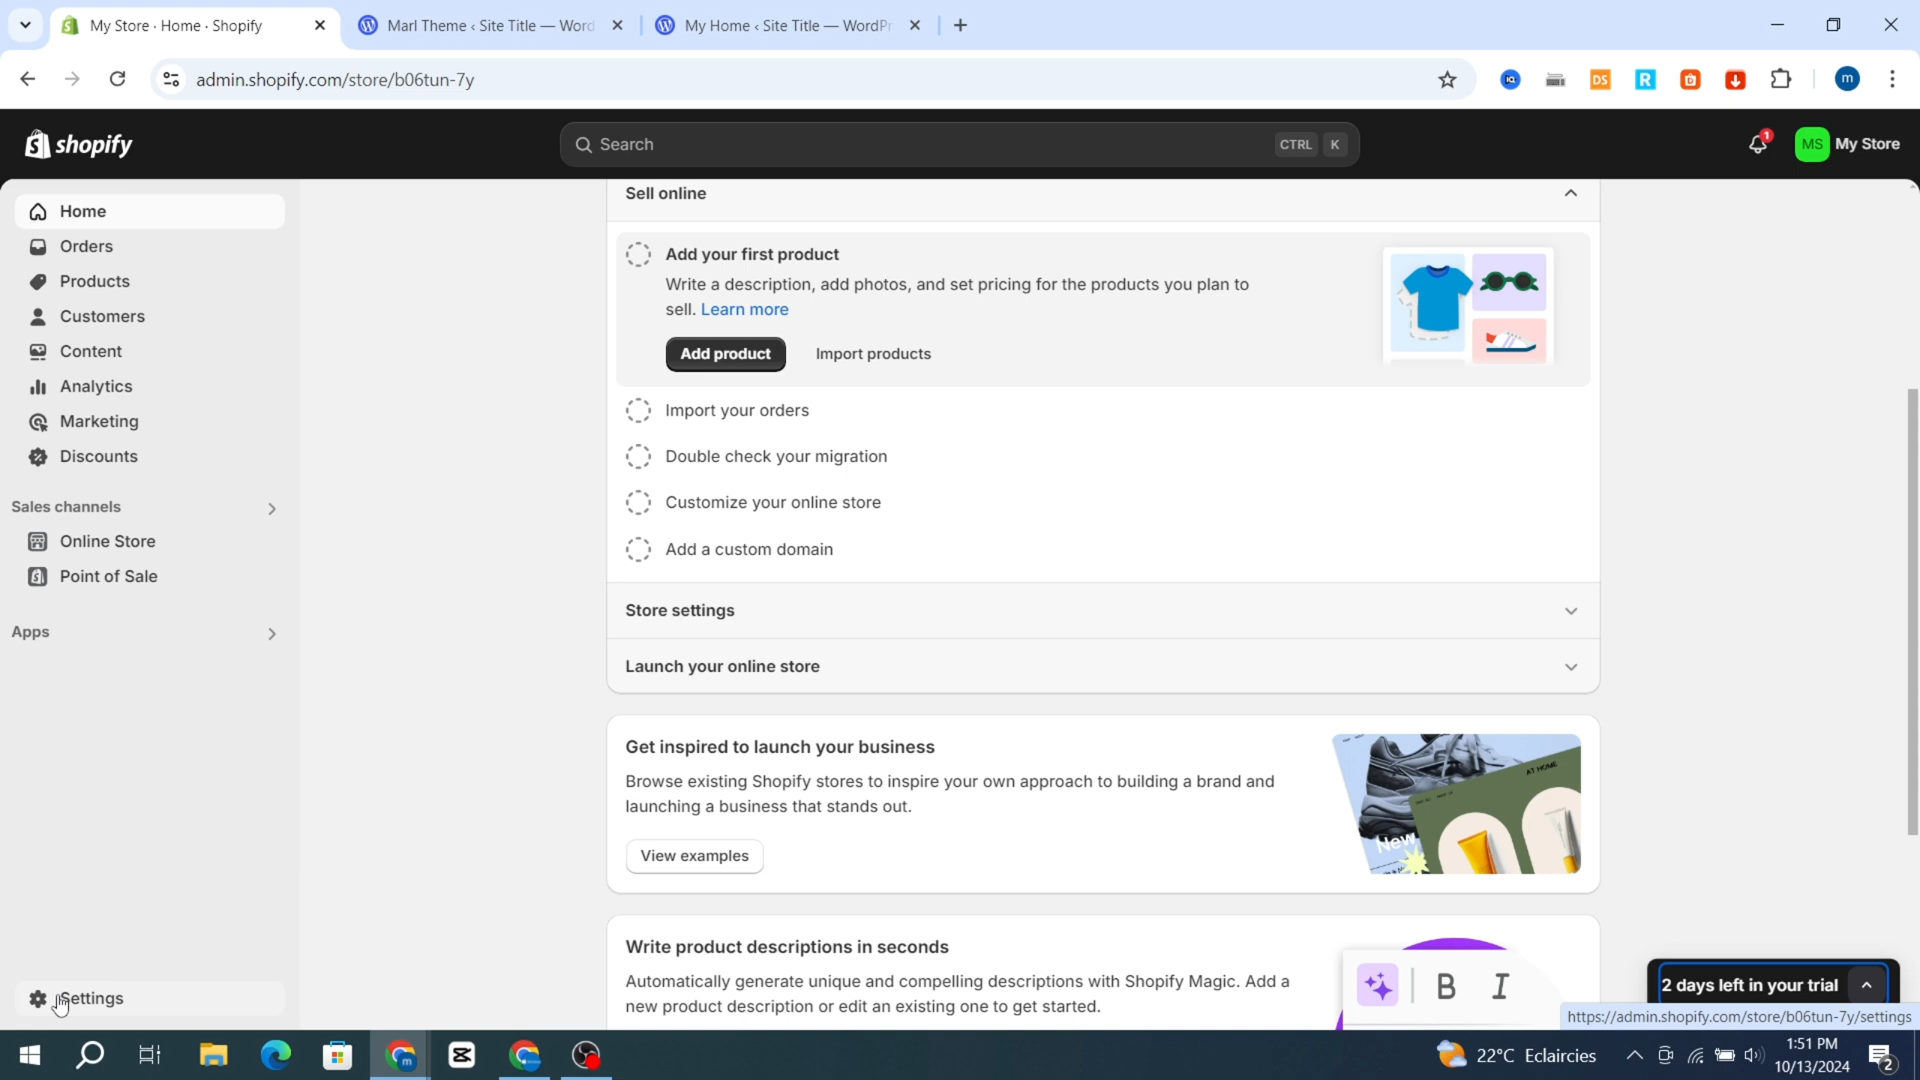 My Store · Home · Shopify
Marl Theme ‹ Site Title — Word
My Home ‹ Site Title — WordPr
admin.shopify.com/store/b06tun-7y
DS
R
m
shopify
Search
CTRL K
1
MS My Store
Home
Orders
Products
Customers
Content
Analytics
Marketing
Discounts
Sales channels
Online Store
Point of Sale
Apps
Settings
Sell online
Add your first product
Write a description, add photos, and set pricing for the products you plan to
sell. Learn more
Add product
Import products
Import your orders
Double check your migration
Customize your online store
Add a custom domain
Store settings
Launch your online store
Get inspired to launch your business
Browse existing Shopify stores to inspire your own approach to building a brand and
launching a business that stands out.
View examples
AT HOME
New
Write product descriptions in seconds
Automatically generate unique and compelling descriptions with Shopify Magic. Add a
new product description or edit an existing one to get started.
B I
2 days left in your trial
https://admin.shopify.com/store/b06tun-7y/settings
22°C Eclaircies
1:51 PM
10/13/2024
2